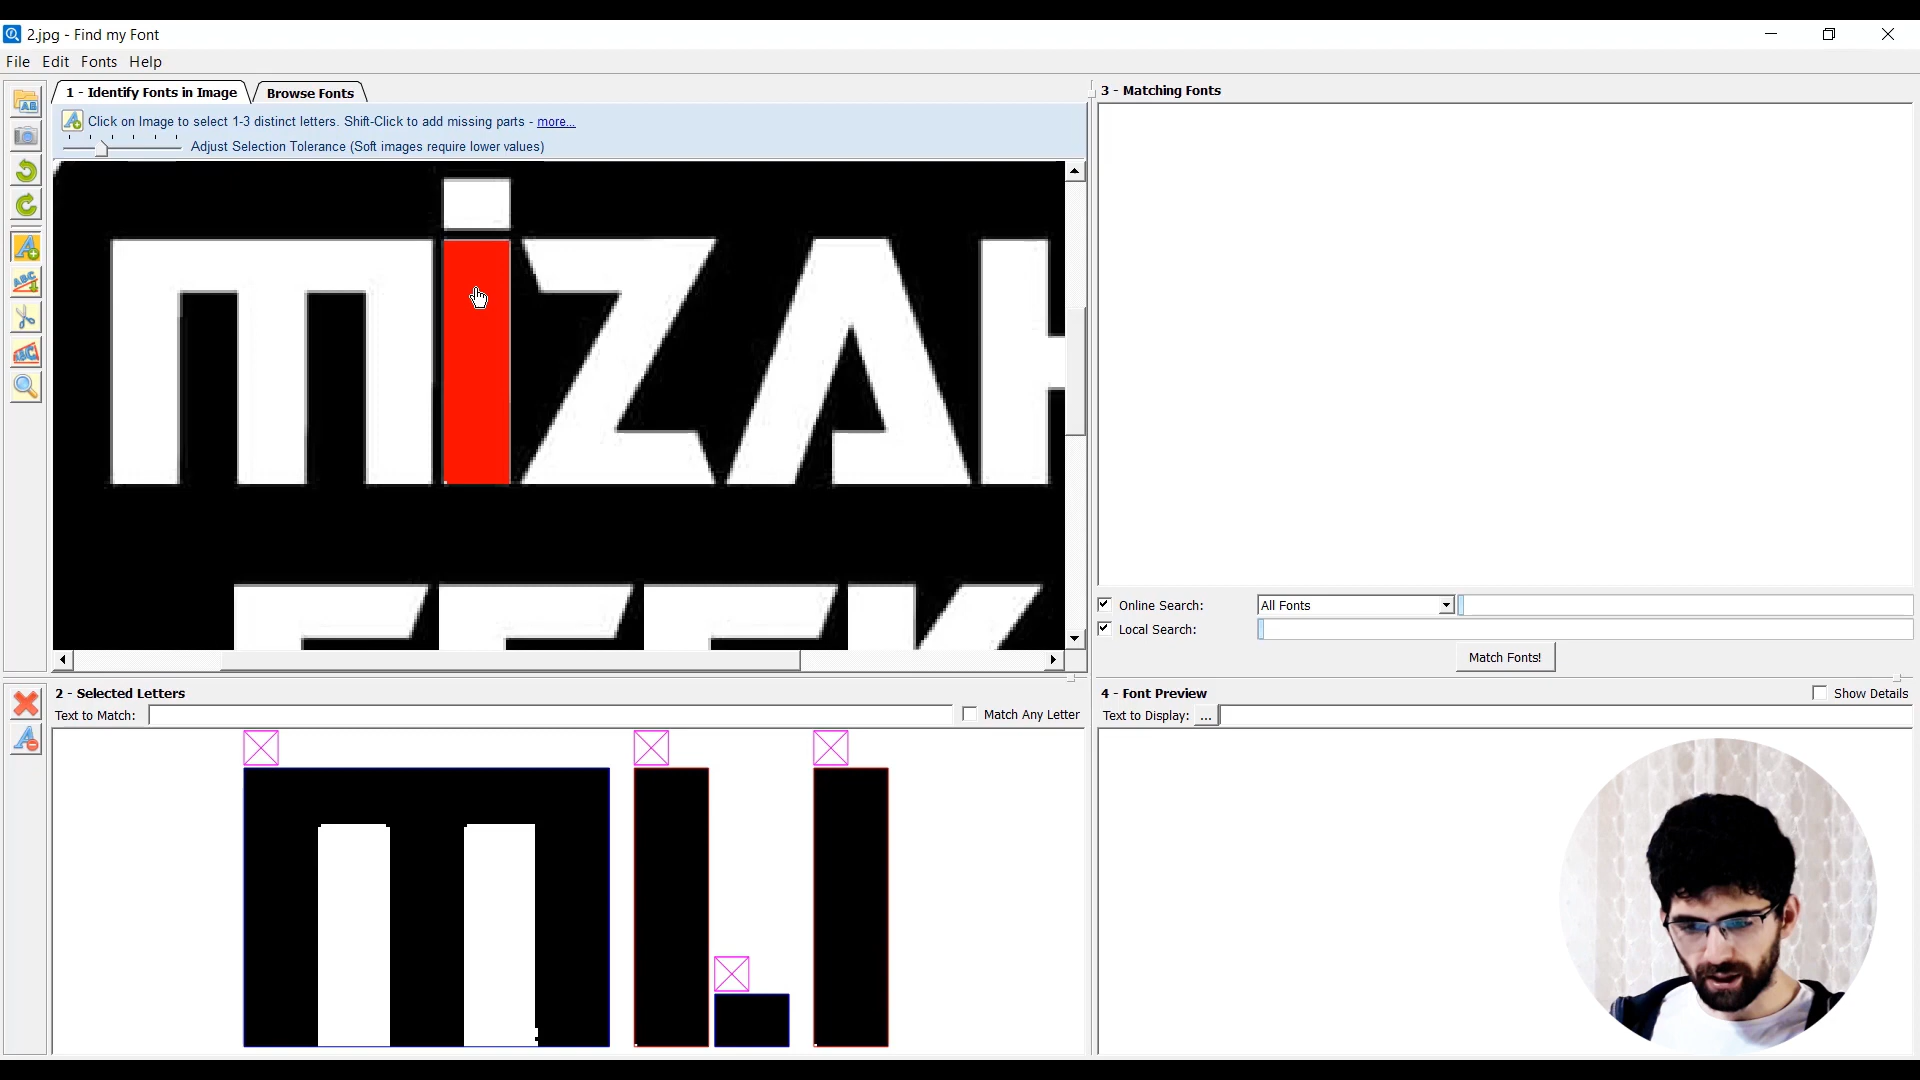 2.jpg - Find my Font
File Edit Fonts Help
1 - Identify Fonts in Image
Browse Fonts
Click on Image to select 1-3 distinct letters. Shift-Click to add missing parts - more...
Adjust Selection Tolerance (Soft images require lower values)
miZAH
EFFEK
2 - Selected Letters
Text to Match:
Match Any Letter
m
3 - Matching Fonts
Online Search:
All Fonts
Local Search:
Match Fonts!
4 - Font Preview
Show Details
Text to Display: ...